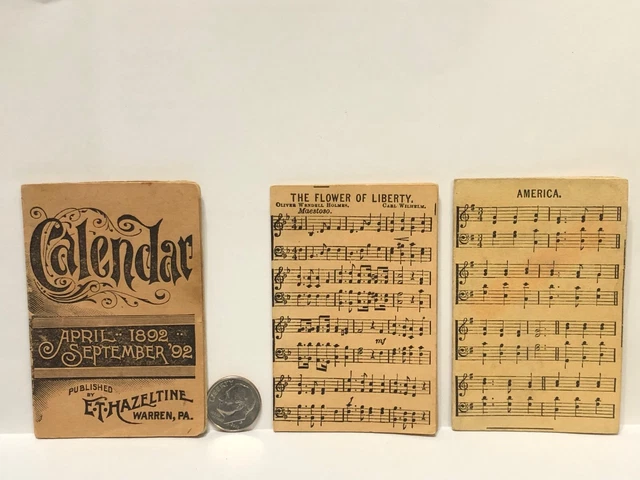 Calendar
APRIL 1892
SEPTEMBER '92
PUBLISHED
BY
E.T. HAZELTINE
WARREN, PA.
THE FLOWER OF LIBERTY.
OLIVER WENDELL HOLMES. CARL WILHELM.
Maestoso.
mf
f
AMERICA.